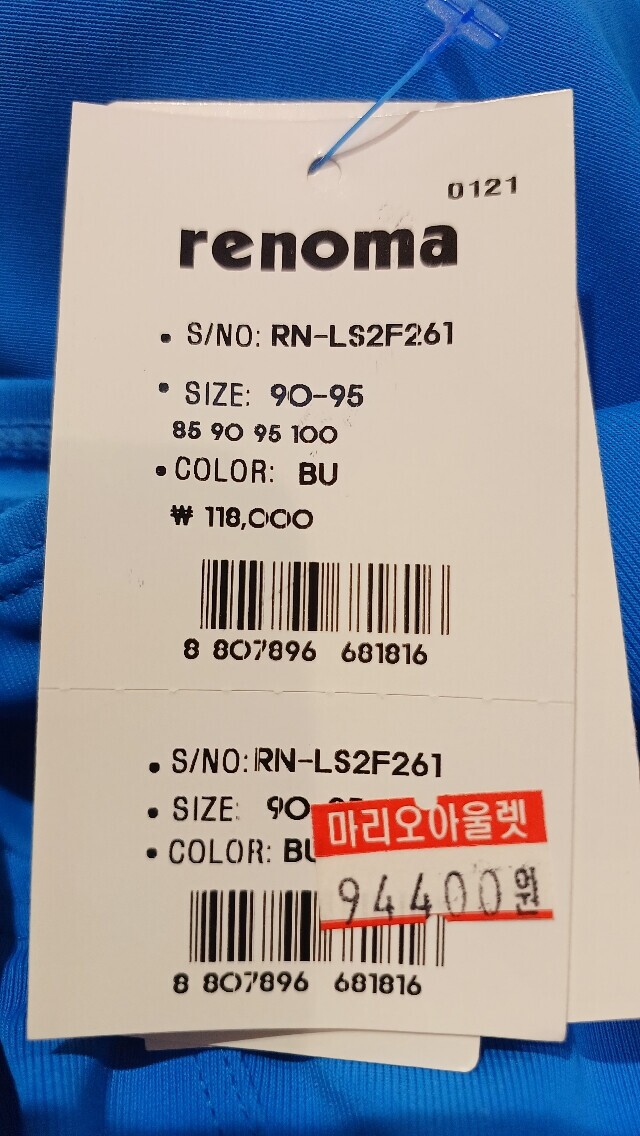 0121
renoma
• S/NO: RN-LS2F261
• SIZE: 90-95
85 90 95 100
• COLOR: BU
₩ 118,000
8 807896 681816
• S/NO: RN-LS2F261
• SIZE: 90
• COLOR: BU
마리오아울렛
94400원
8 807896 681816